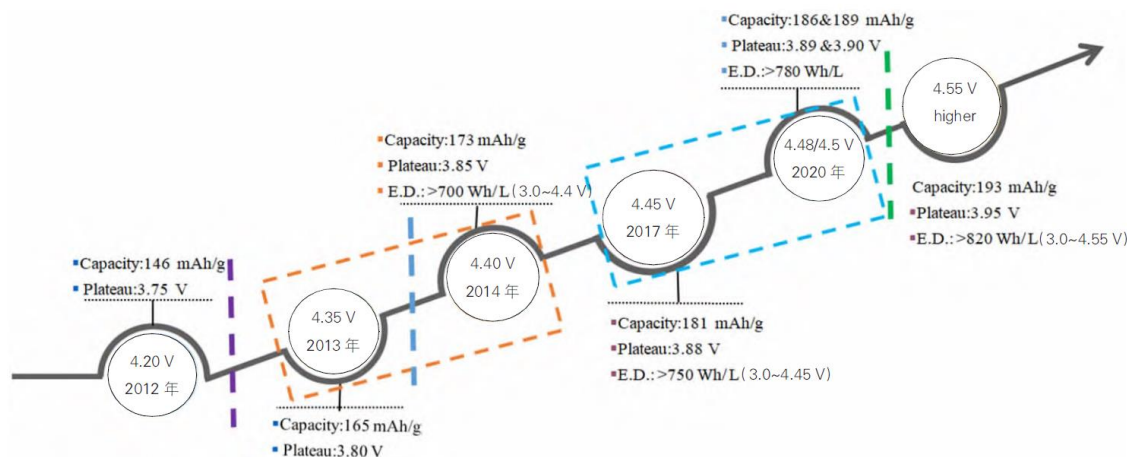 Capacity:146 mAh/g
Plateau:3.75 V
4.20 V
2012 年
4.35 V
2013 年
Capacity:165 mAh/g
Plateau:3.80 V
Capacity:173 mAh/g
Plateau:3.85 V
E.D.:>700 Wh/L(3.0~4.4 V)
4.40 V
2014 年
4.45 V
2017 年
Capacity:181 mAh/g
Plateau:3.88 V
E.D.:>750 Wh/L(3.0~4.45 V)
Capacity:186&189 mAh/g
Plateau:3.89 &3.90 V
E.D.:>780 Wh/L
4.48/4.5 V
2020 年
4.55 V
higher
Capacity:193 mAh/g
Plateau:3.95 V
E.D.:>820 Wh/L(3.0~4.55 V)